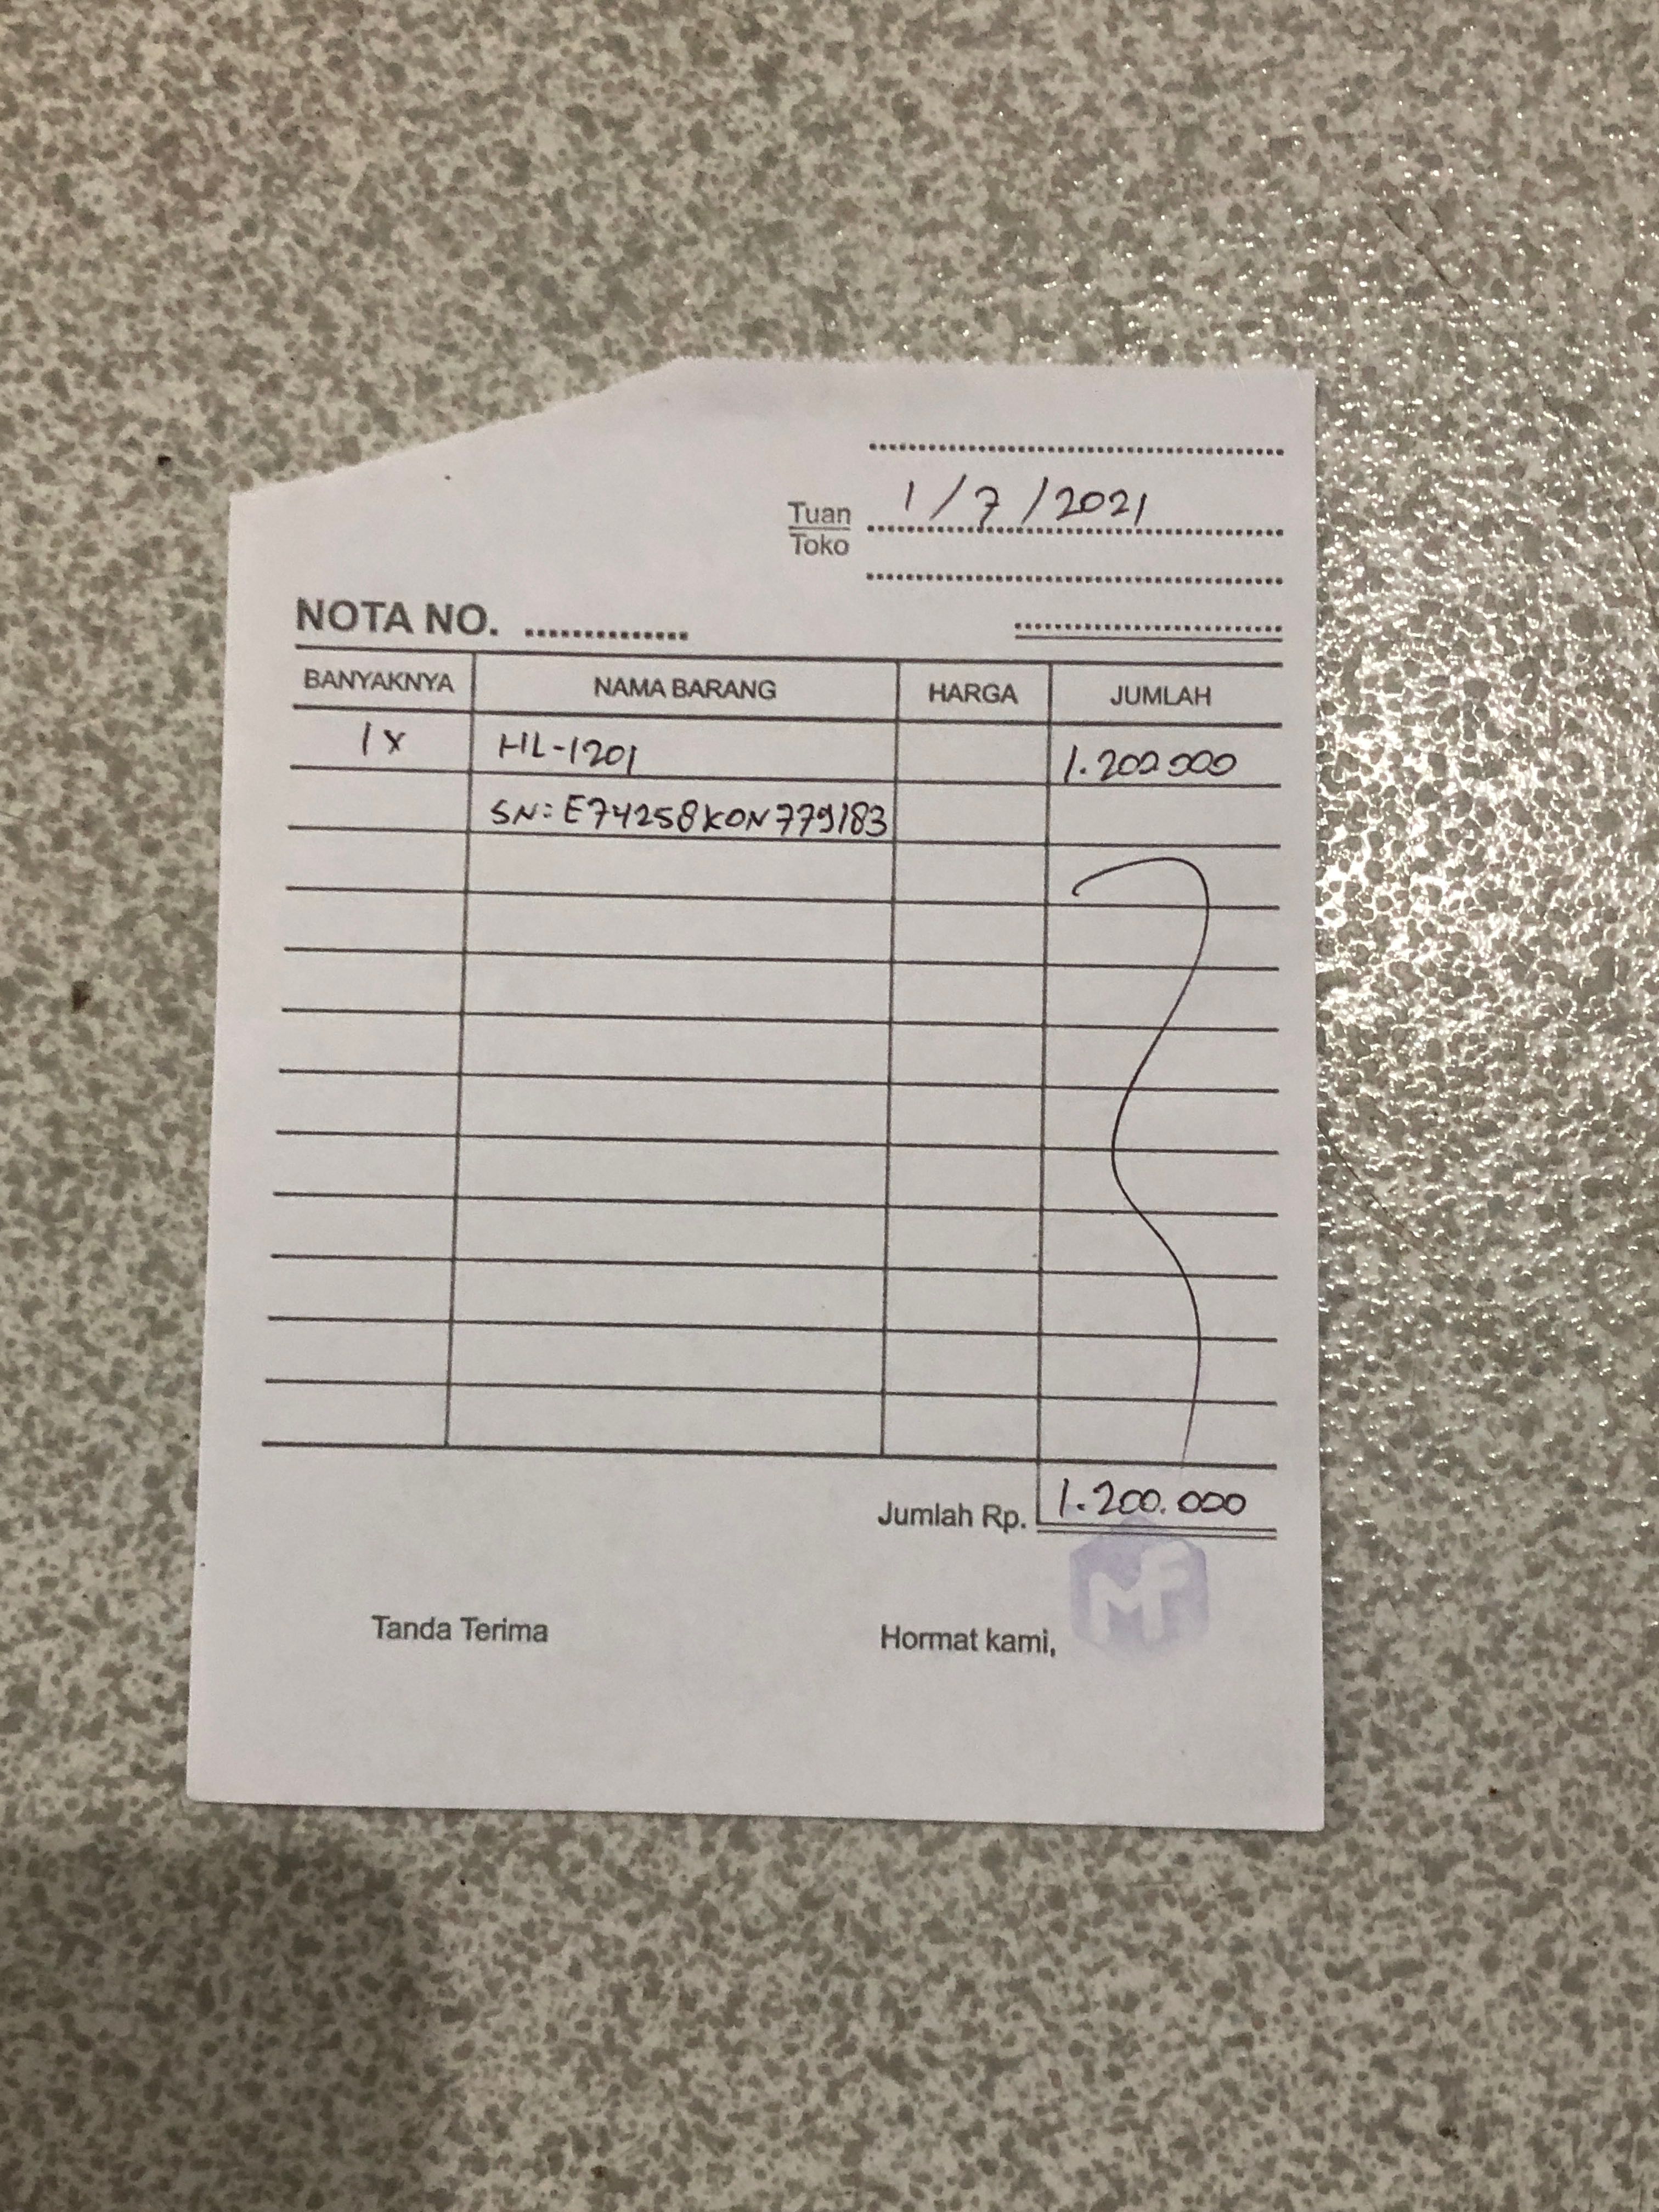 1/7/2021
Tuan
Toko
NOTA NO.
BANYAKNYA NAMA BARANG HARGA JUMLAH
1x HL-1201 1.200.000
SN: E74258K0N779183
Jumlah Rp. 1.200.000
MF
Tanda Terima Hormat kami,